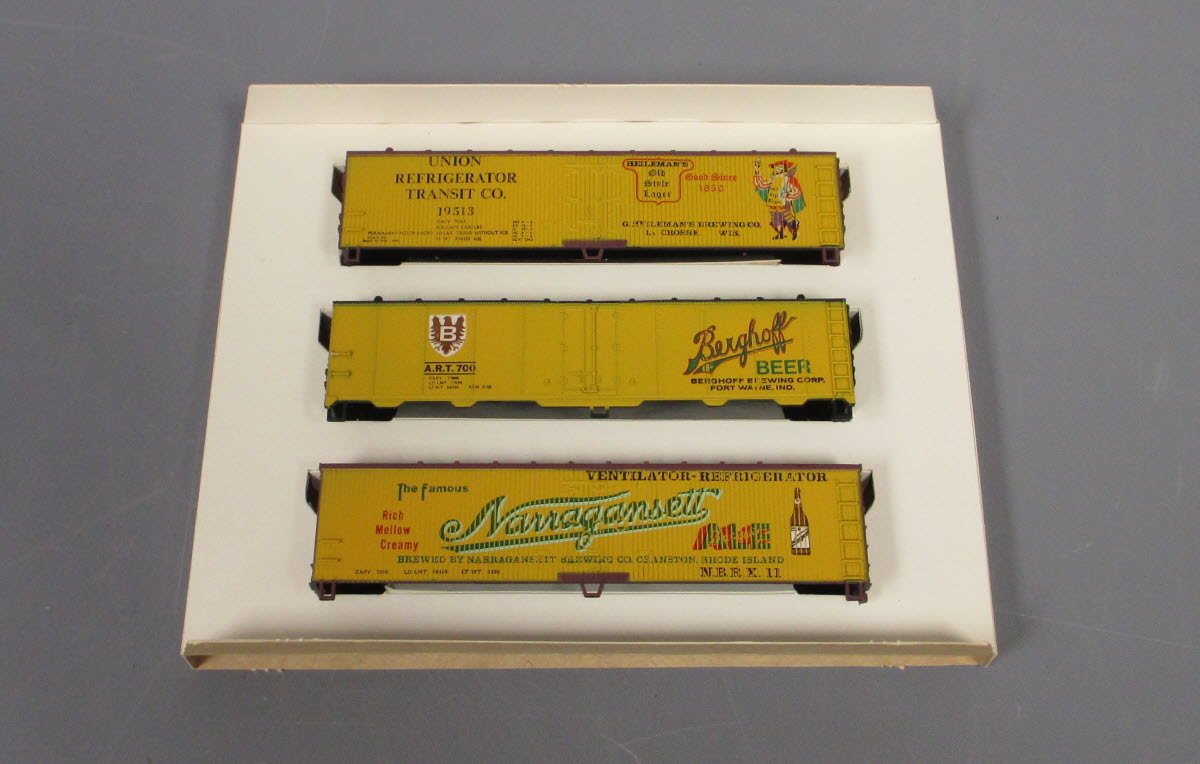 UNION
REFRIGERATOR
TRANSIT CO.
19513
HEILEMAN'S
Old
Style
Lager
Good Since
1850
G. HEILEMAN'S BREWING CO.
LA CROSSE WIS.
B
A.R.T. 700
Berghoff
BEER
BERGHOFF BREWING CORP.
FORT WAYNE, IND.
VENTILATOR-REFRIGERATOR
The Famous
Narragansett
Rich
Mellow
Creamy
BREWED BY NARRAGANSETT BREWING CO. CRANSTON, RHODE ISLAND
N.B.R.X. 11